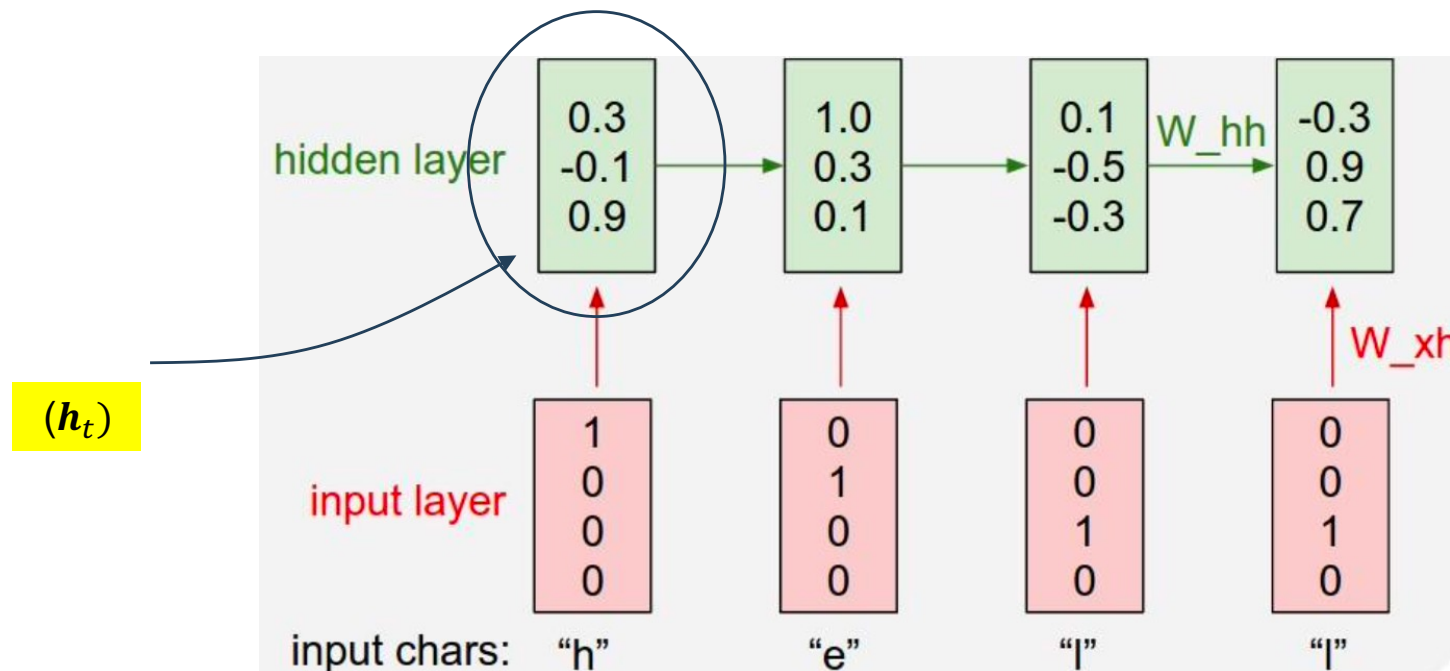 0.3 1.0 0.1 W_hh -0.3
hidden layer -0.1 0.3 -0.5 0.9
0.9 0.1 -0.3 0.7
W_xh
(𝒉ₜ)
1 0 0 0
0 1 0 0
input layer
0 0 1 1
0 0 0 0
input chars: “h” “e” “l” “l”